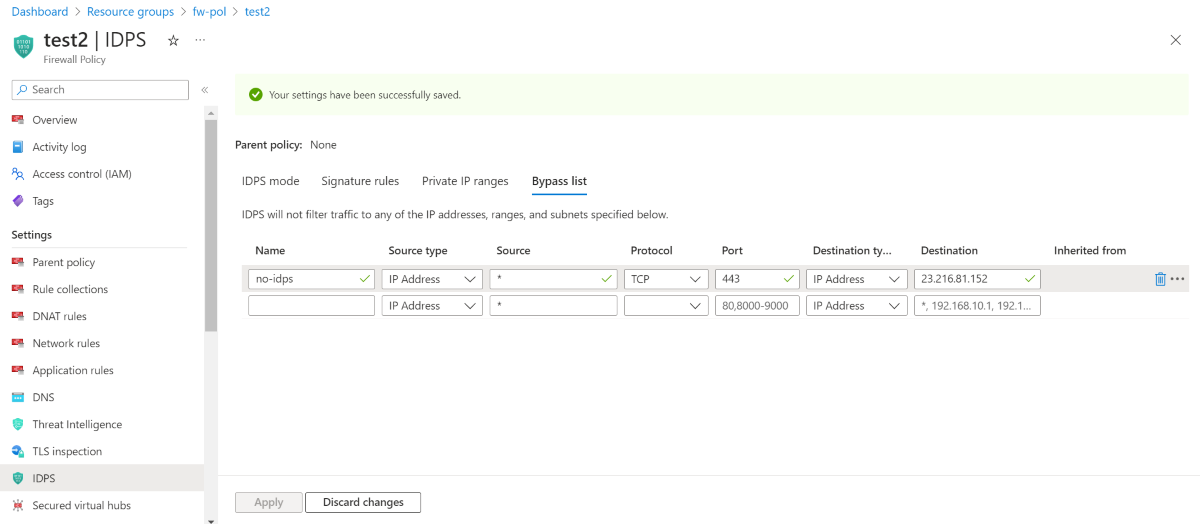 Dashboard > Resource groups > fw-pol > test2
test2 | IDPS ☆ ...
Firewall Policy
Search «
Overview
Activity log
Access control (IAM)
Tags
Settings
Parent policy
Rule collections
DNAT rules
Network rules
Application rules
DNS
Threat Intelligence
TLS inspection
IDPS
Secured virtual hubs
Your settings have been successfully saved.
Parent policy: None
IDPS mode Signature rules Private IP ranges Bypass list
IDPS will not filter traffic to any of the IP addresses, ranges, and subnets specified below.
Name Source type Source Protocol Port Destination ty... Destination Inherited from
no-idps IP Address * TCP 443 IP Address 23.216.81.152
IP Address * 80,8000-9000 IP Address *, 192.168.10.1, 192.1...
Apply Discard changes